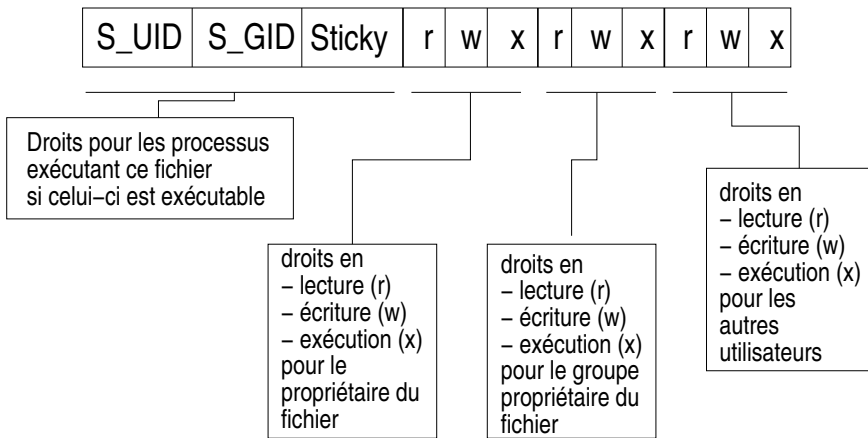 S_UID S_GID Sticky r w x r w x r w x
Droits pour les processus
exécutant ce fichier
si celui–ci est exécutable
droits en
– lecture (r)
– écriture (w)
– exécution (x)
pour le
propriétaire du
fichier
droits en
– lecture (r)
– écriture (w)
– exécution (x)
pour le groupe
propriétaire du
fichier
droits en
– lecture (r)
– écriture (w)
– exécution (x)
pour les
autres
utilisateurs